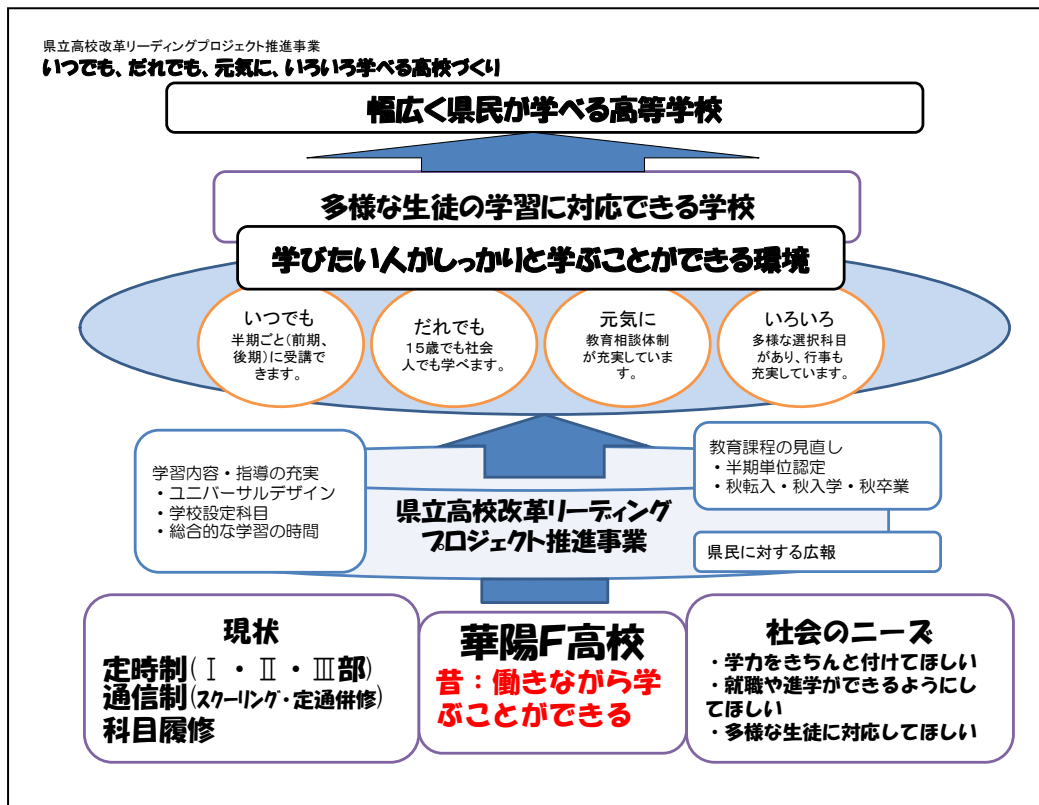 県立高校改革リーディングプロジェクト推進事業
いつでも、だれでも、元気に、いろいろ学べる高校づくり
幅広く県民が学べる高等学校
多様な生徒の学習に対応できる学校
学びたい人がしっかりと学ぶことができる環境
いつでも
半期ごと(前期、
後期)に受講で
きます。
だれでも
15歳でも社会
人でも学べます。
元気に
教育相談体制
が充実していま
す。
いろいろ
多様な選択科目
があり、行事も
充実しています。
学習内容・指導の充実
・ユニバーサルデザイン
・学校設定科目
・総合的な学習の時間
県立高校改革リーディング
プロジェクト推進事業
教育課程の見直し
・半期単位認定
・秋転入・秋入学・秋卒業
県民に対する広報
現状
定時制(Ⅰ・Ⅱ・Ⅲ部)
通信制(スクーリング・定通併修)
科目履修
華陽F高校
昔:働きながら学
ぶことができる
社会のニーズ
・学力をきちんと付けてほしい
・就職や進学ができるようにし
てほしい
・多様な生徒に対応してほしい